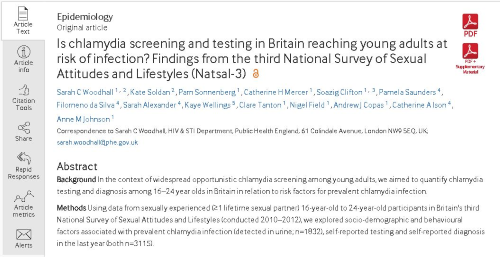 Article
Text
Article
info
Citation
Tools
Share
Rapid
Responses
Article
metrics
Alerts
Epidemiology
Original article
Is chlamydia screening and testing in Britain reaching young adults at
risk of infection? Findings from the third National Survey of Sexual
Attitudes and Lifestyles (Natsal-3)
PDF
PDF +
Supplementary
Material
Sarah C Woodhall 1, 2, Kate Soldan 2, Pam Sonnenberg 1, Catherine H Mercer 1, Soazig Clifton 1, 3, Pamela Saunders 4,
Filomeno da Silva 4, Sarah Alexander 4, Kaye Wellings 5, Clare Tanton 1, Nigel Field 1, Andrew J Copas 1, Catherine A Ison 4,
Anne M Johnson 1
Correspondence to Sarah C Woodhall, HIV & STI Department, Public Health England, 61 Colindale Avenue, London NW9 5EQ, UK,
sarah.woodhall@phe.gov.uk
Abstract
Background In the context of widespread opportunistic chlamydia screening among young adults, we aimed to quantify chlamydia
testing and diagnosis among 16–24 year olds in Britain in relation to risk factors for prevalent chlamydia infection.
Methods Using data from sexually experienced (≥1 lifetime sexual partner) 16-year-old to 24-year-old participants in Britain's third
National Survey of Sexual Attitudes and Lifestyles (conducted 2010–2012), we explored socio-demographic and behavioural
factors associated with prevalent chlamydia infection (detected in urine; n=1832), self-reported testing and self-reported diagnosis
in the last year (both n=3115).